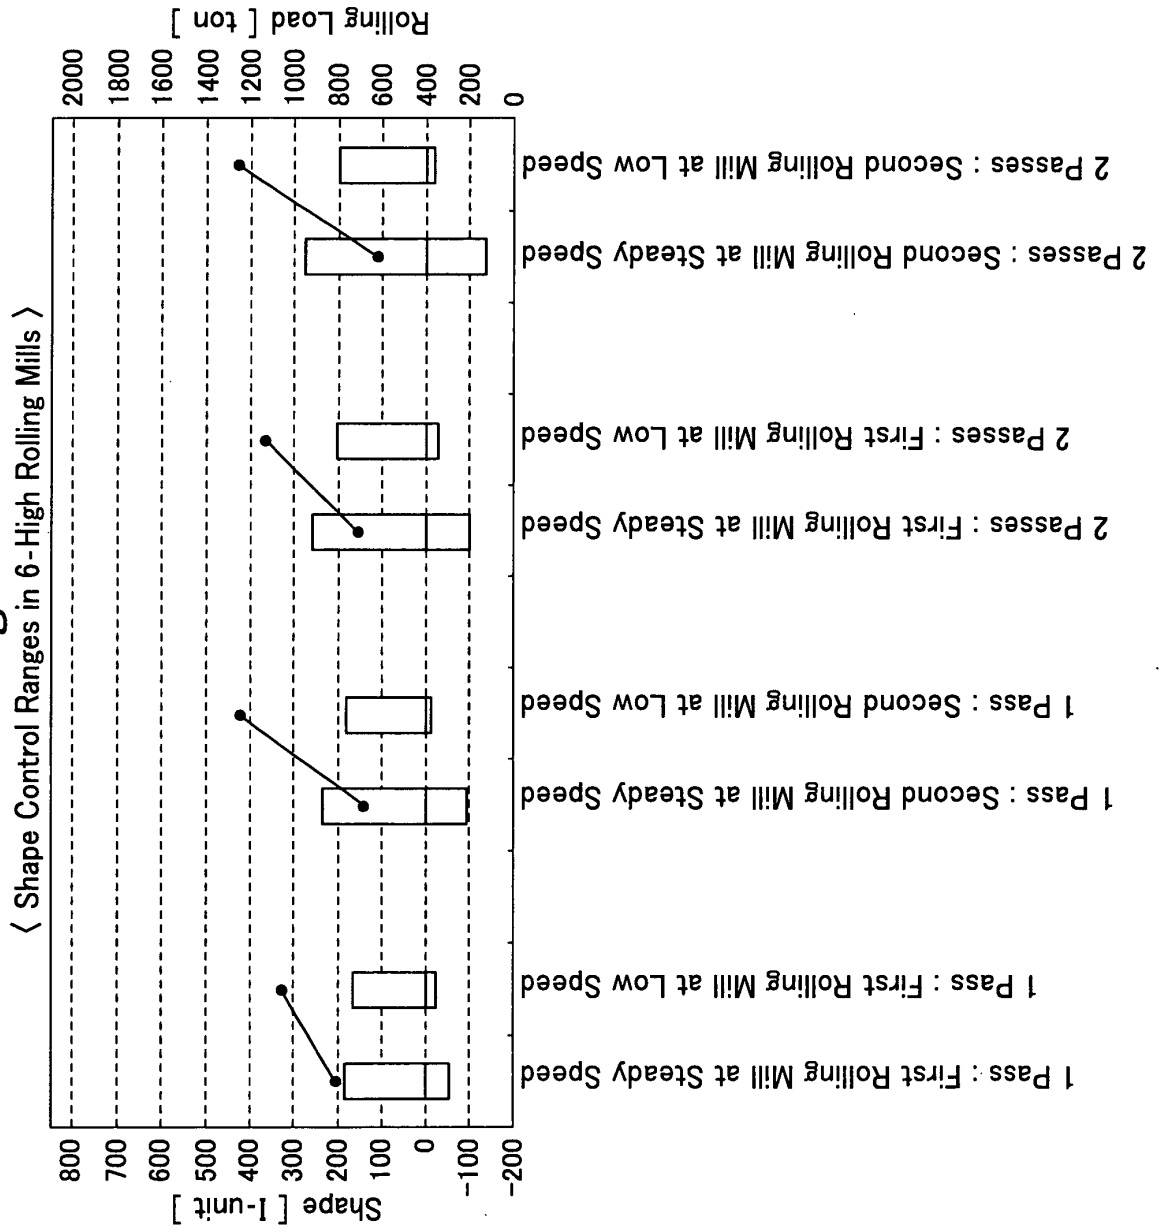 < Shape Control Ranges in 6-High Rolling Mills >
Shape [ I-unit ]
800
700
600
500
400
300
200
100
0
-100
-200
Rolling Load [ ton ]
2000
1800
1600
1400
1200
1000
800
600
400
200
0
1 Pass : First Rolling Mill at Steady Speed
1 Pass : First Rolling Mill at Low Speed
1 Pass : Second Rolling Mill at Steady Speed
1 Pass : Second Rolling Mill at Low Speed
2 Passes : First Rolling Mill at Steady Speed
2 Passes : First Rolling Mill at Low Speed
2 Passes : Second Rolling Mill at Steady Speed
2 Passes : Second Rolling Mill at Low Speed